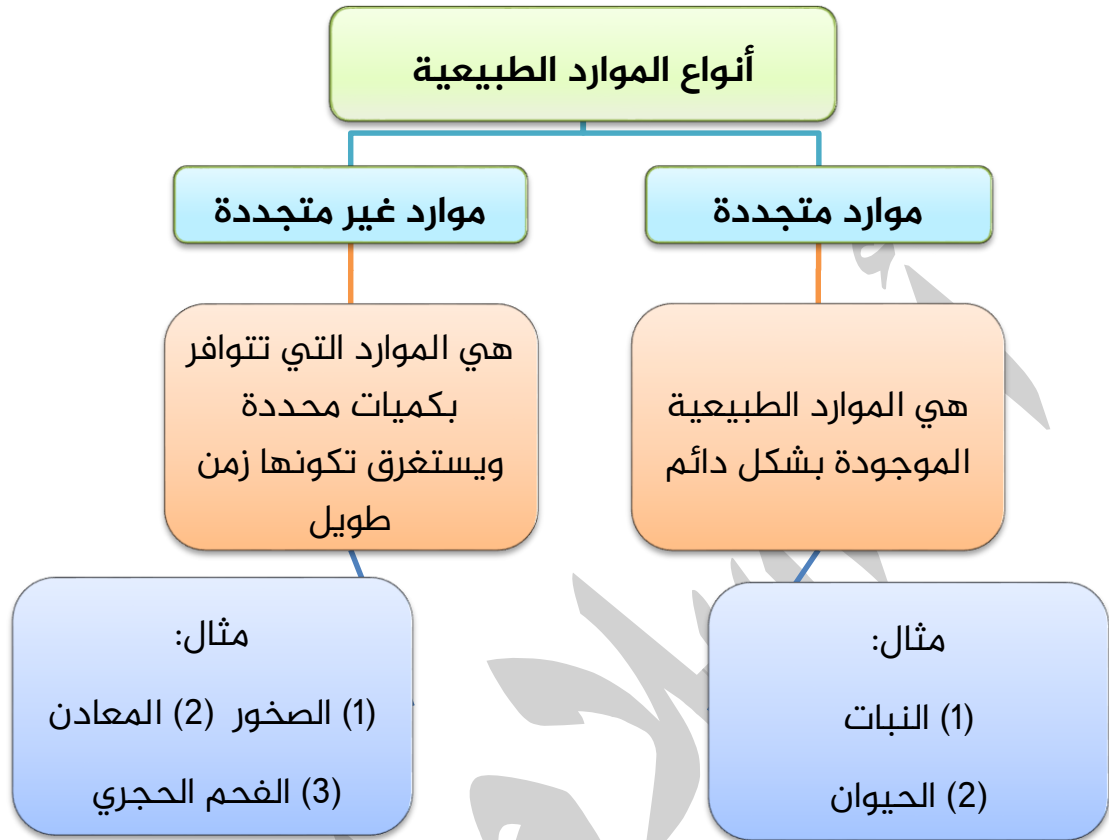 أنواع الموارد الطبيعية
موارد متجددة
موارد غير متجددة
هي الموارد الطبيعية
الموجودة بشكل دائم
هي الموارد التي تتوافر
بكميات محددة
ويستغرق تكونها زمن
طويل
مثال:
(1) النبات
(2) الحيوان
مثال:
(1) الصخور (2) المعادن
(3) الفحم الحجري